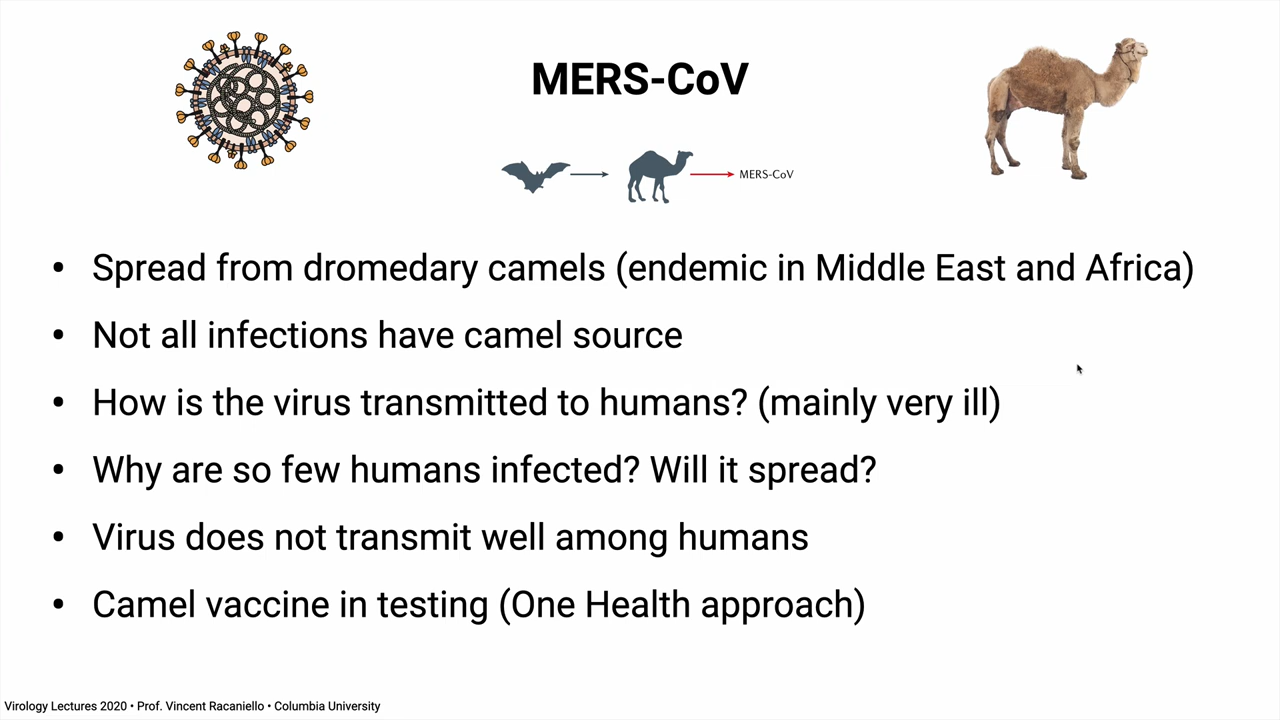 MERS-CoV
MERS-CoV
• Spread from dromedary camels (endemic in Middle East and Africa)
• Not all infections have camel source
• How is the virus transmitted to humans? (mainly very ill)
• Why are so few humans infected? Will it spread?
• Virus does not transmit well among humans
• Camel vaccine in testing (One Health approach)
Virology Lectures 2020 • Prof. Vincent Racaniello • Columbia University